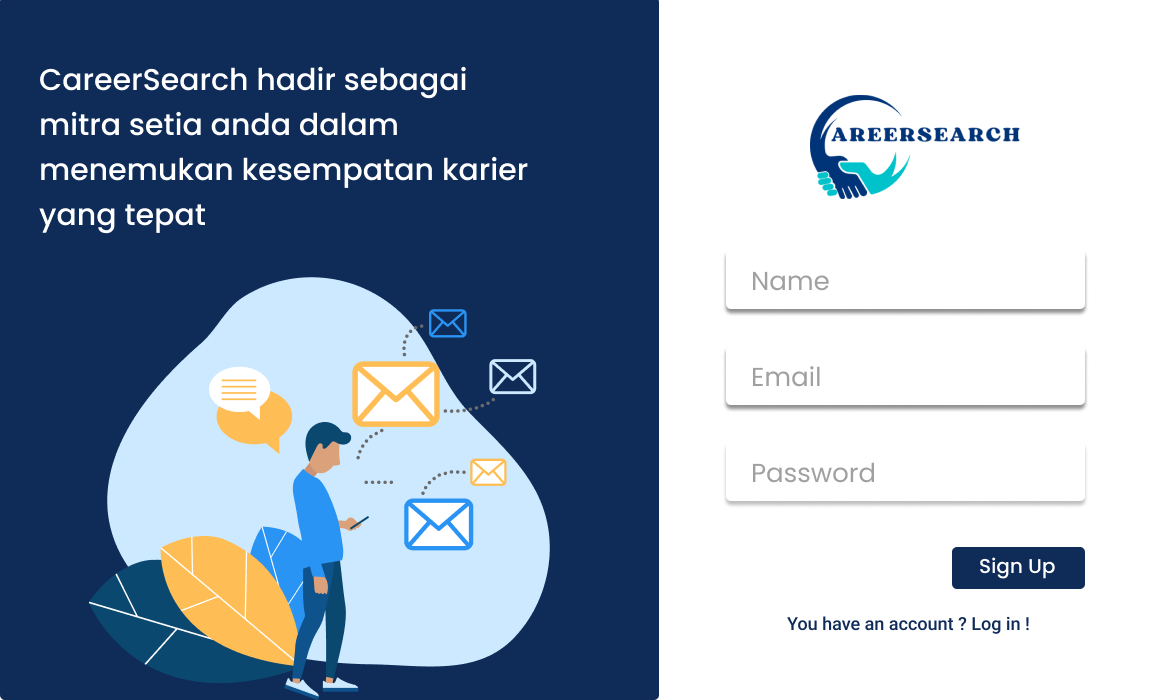 CareerSearch hadir sebagai
mitra setia anda dalam
menemukan kesempatan karier
yang tepat
CAREERSEARCH
Name
Email
Password
Sign Up
You have an account ? Log in !